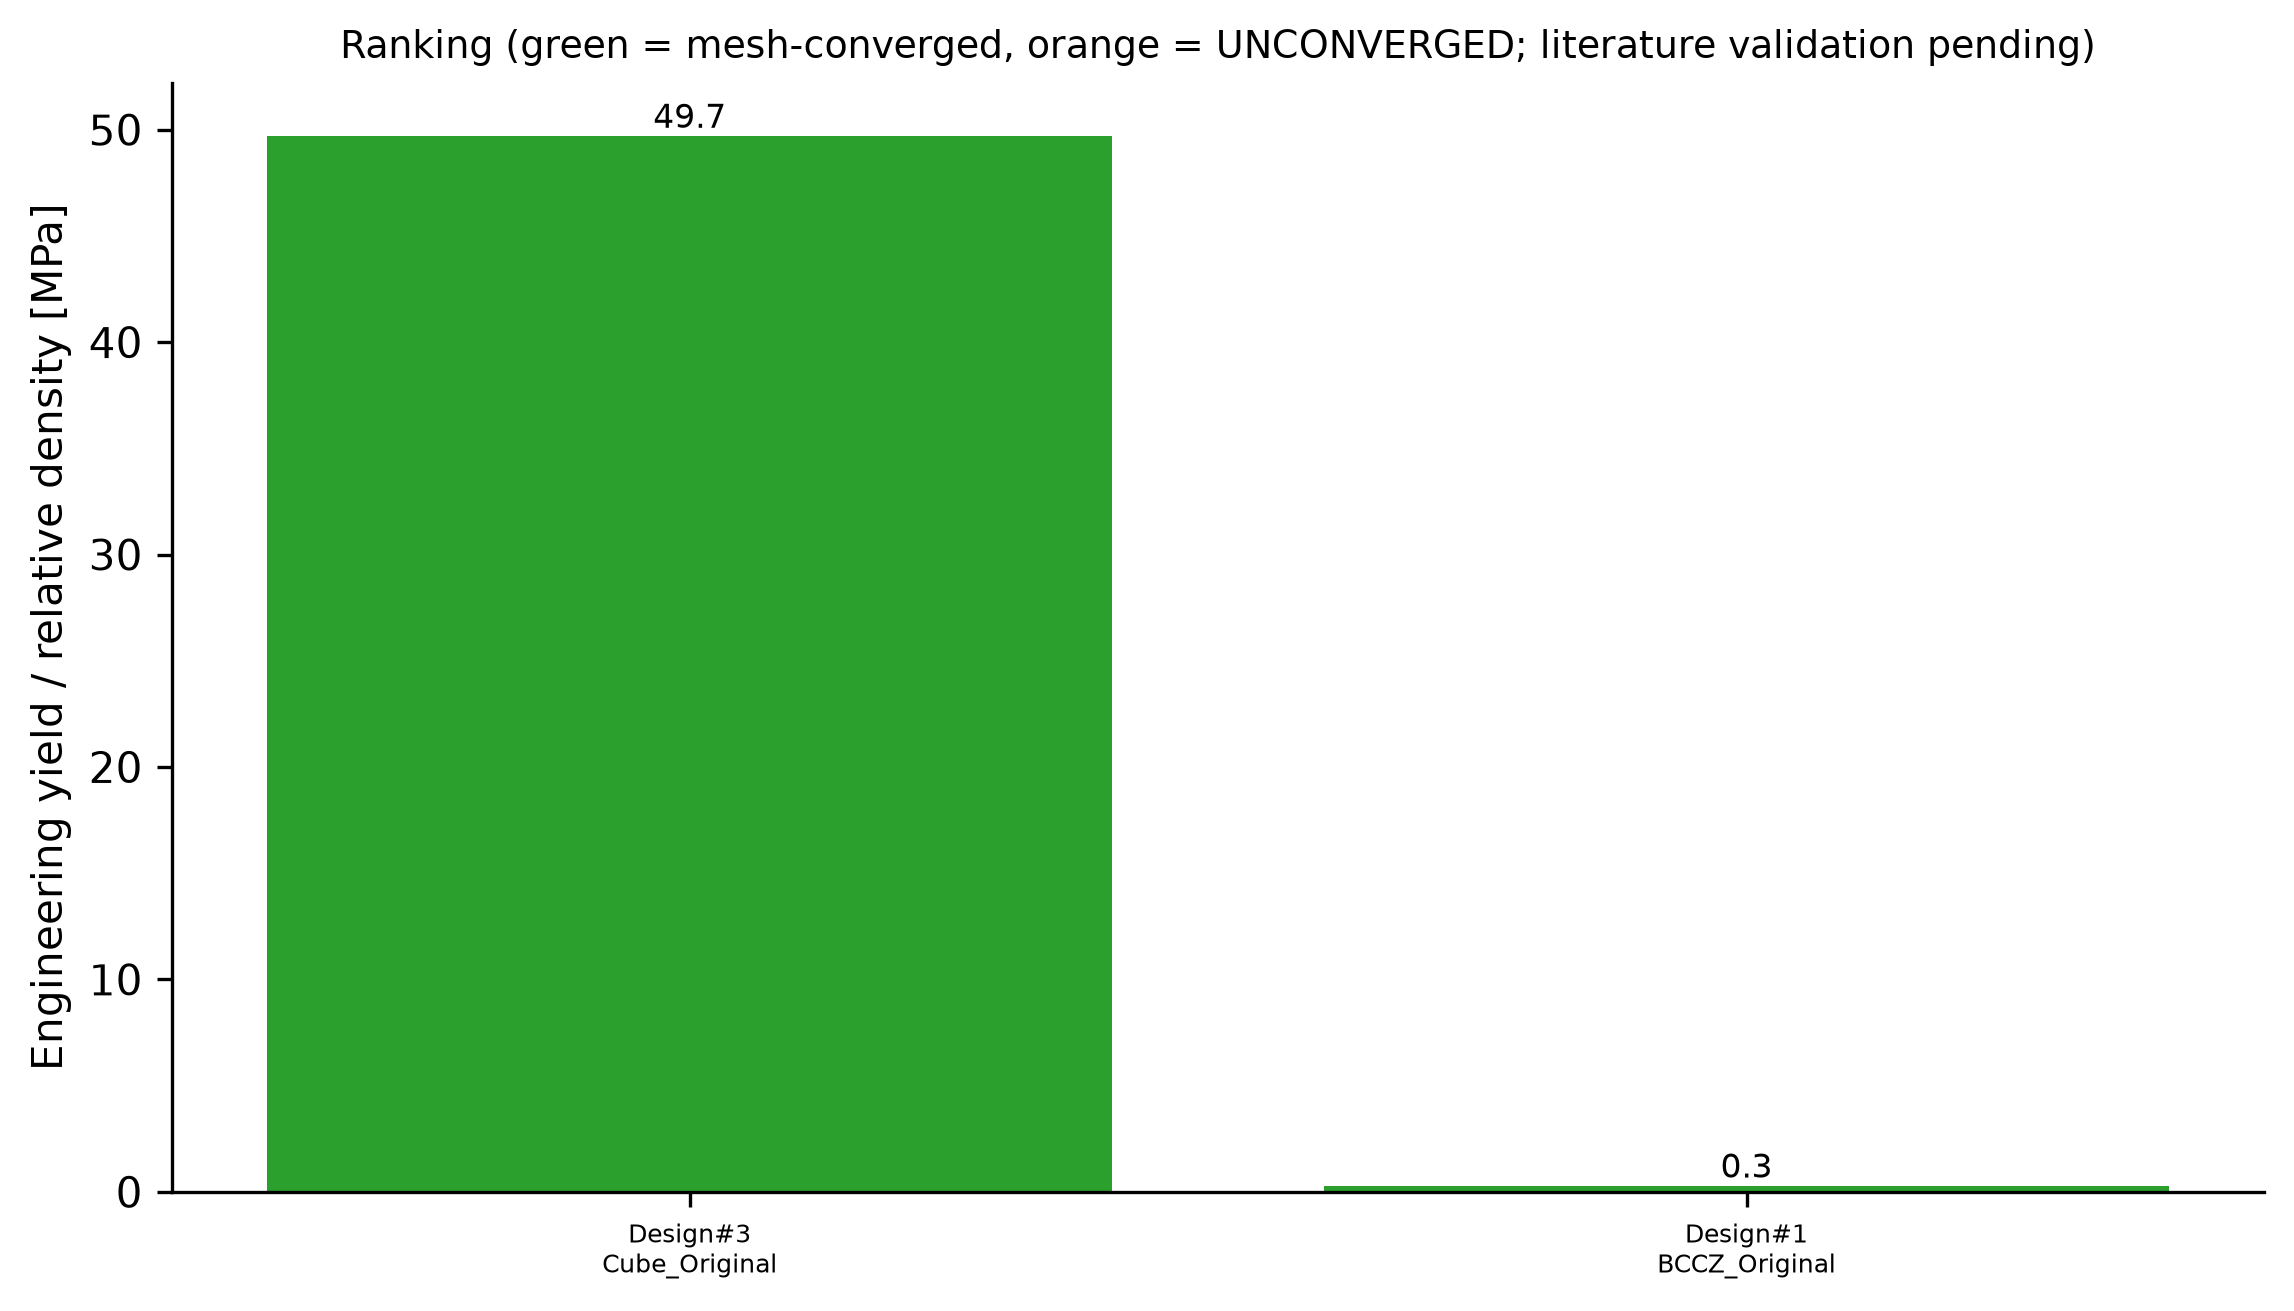 Ranking (green = mesh-converged, orange = UNCONVERGED; literature validation pending)
Engineering yield / relative density [MPa]
50
40
30
20
10
0
49.7
0.3
Design#3
Cube_Original
Design#1
BCCZ_Original